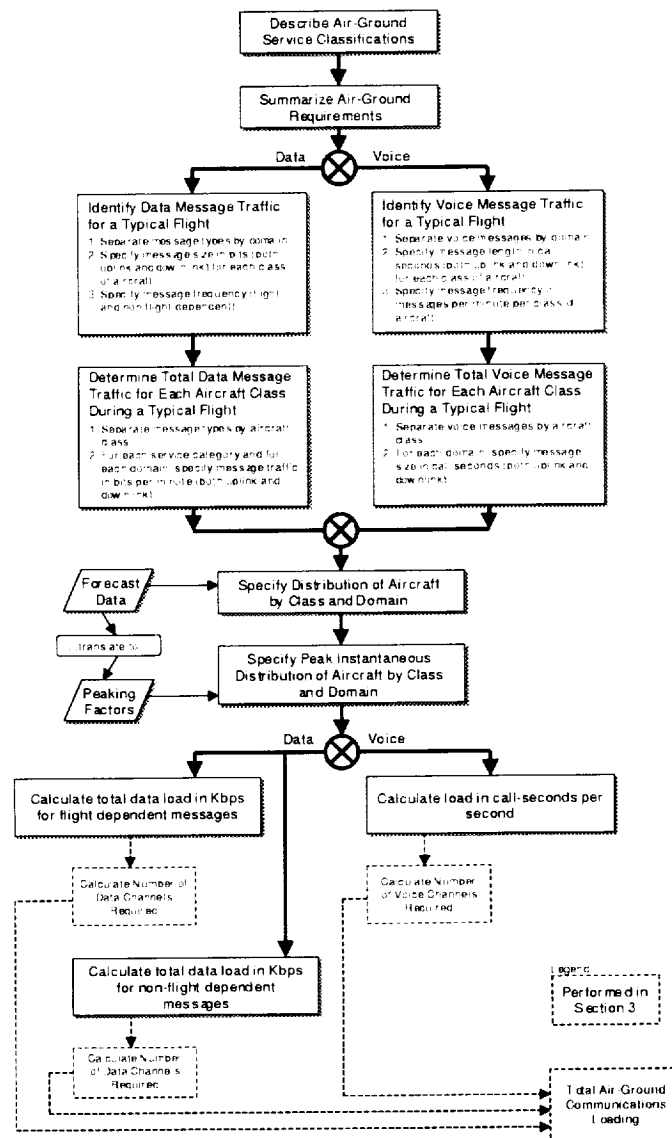 Describe Air-Ground
Service Classifications
Summarize Air-Ground
Requirements
Data
Voice
Identify Data Message Traffic
for a Typical Flight
1 Separate message types by domain
2 Specify message size in bits (both
uplink and downlink) for each class
of aircraft
3 Specify message frequency (flight
and non-flight dependent)
Identify Voice Message Traffic
for a Typical Flight
1 Separate voice messages by domain
2 Specify message length in call
seconds (both uplink and downlink)
for each class of aircraft
3 Specify message frequency
messages per minute per class of
aircraft
Determine Total Data Message
Traffic for Each Aircraft Class
During a Typical Flight
1 Separate message types by aircraft
class
2 For each service category and for
each domain, specify message traffic
in bits per minute (both uplink and
downlink)
Determine Total Voice Message
Traffic for Each Aircraft Class
During a Typical Flight
1 Separate voice messages by aircraft
class
2 For each domain, specify message
size in call seconds (both uplink and
downlink)
Forecast
Data
Specify Distribution of Aircraft
by Class and Domain
translate to
Peaking
Factors
Specify Peak Instantaneous
Distribution of Aircraft by Class
and Domain
Data
Voice
Calculate total data load in Kbps
for flight dependent messages
Calculate load in call-seconds per
second
Calculate Number of
Data Channels
Required
Calculate Number
of Voice Channels
Required
Calculate total data load in Kbps
for non-flight dependent
messages
Legend
Performed in
Section 3
Calculate Number
of Data Channels
Required
Total Air-Ground
Communications
Loading